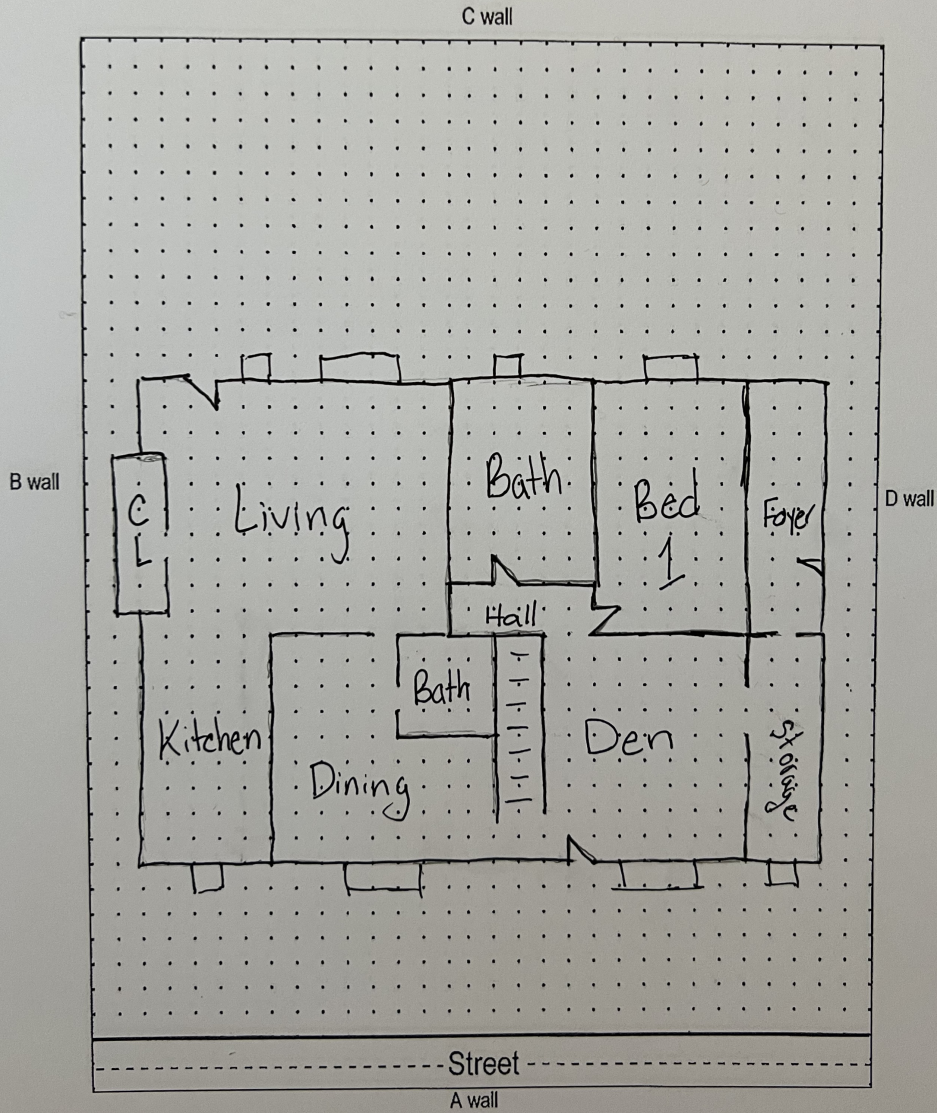 C wall
B wall
D wall
C
L
Living
Bath
Bed
1
Foyer
Hall
Bath
Kitchen
Dining
Den
Storage
Street
A wall